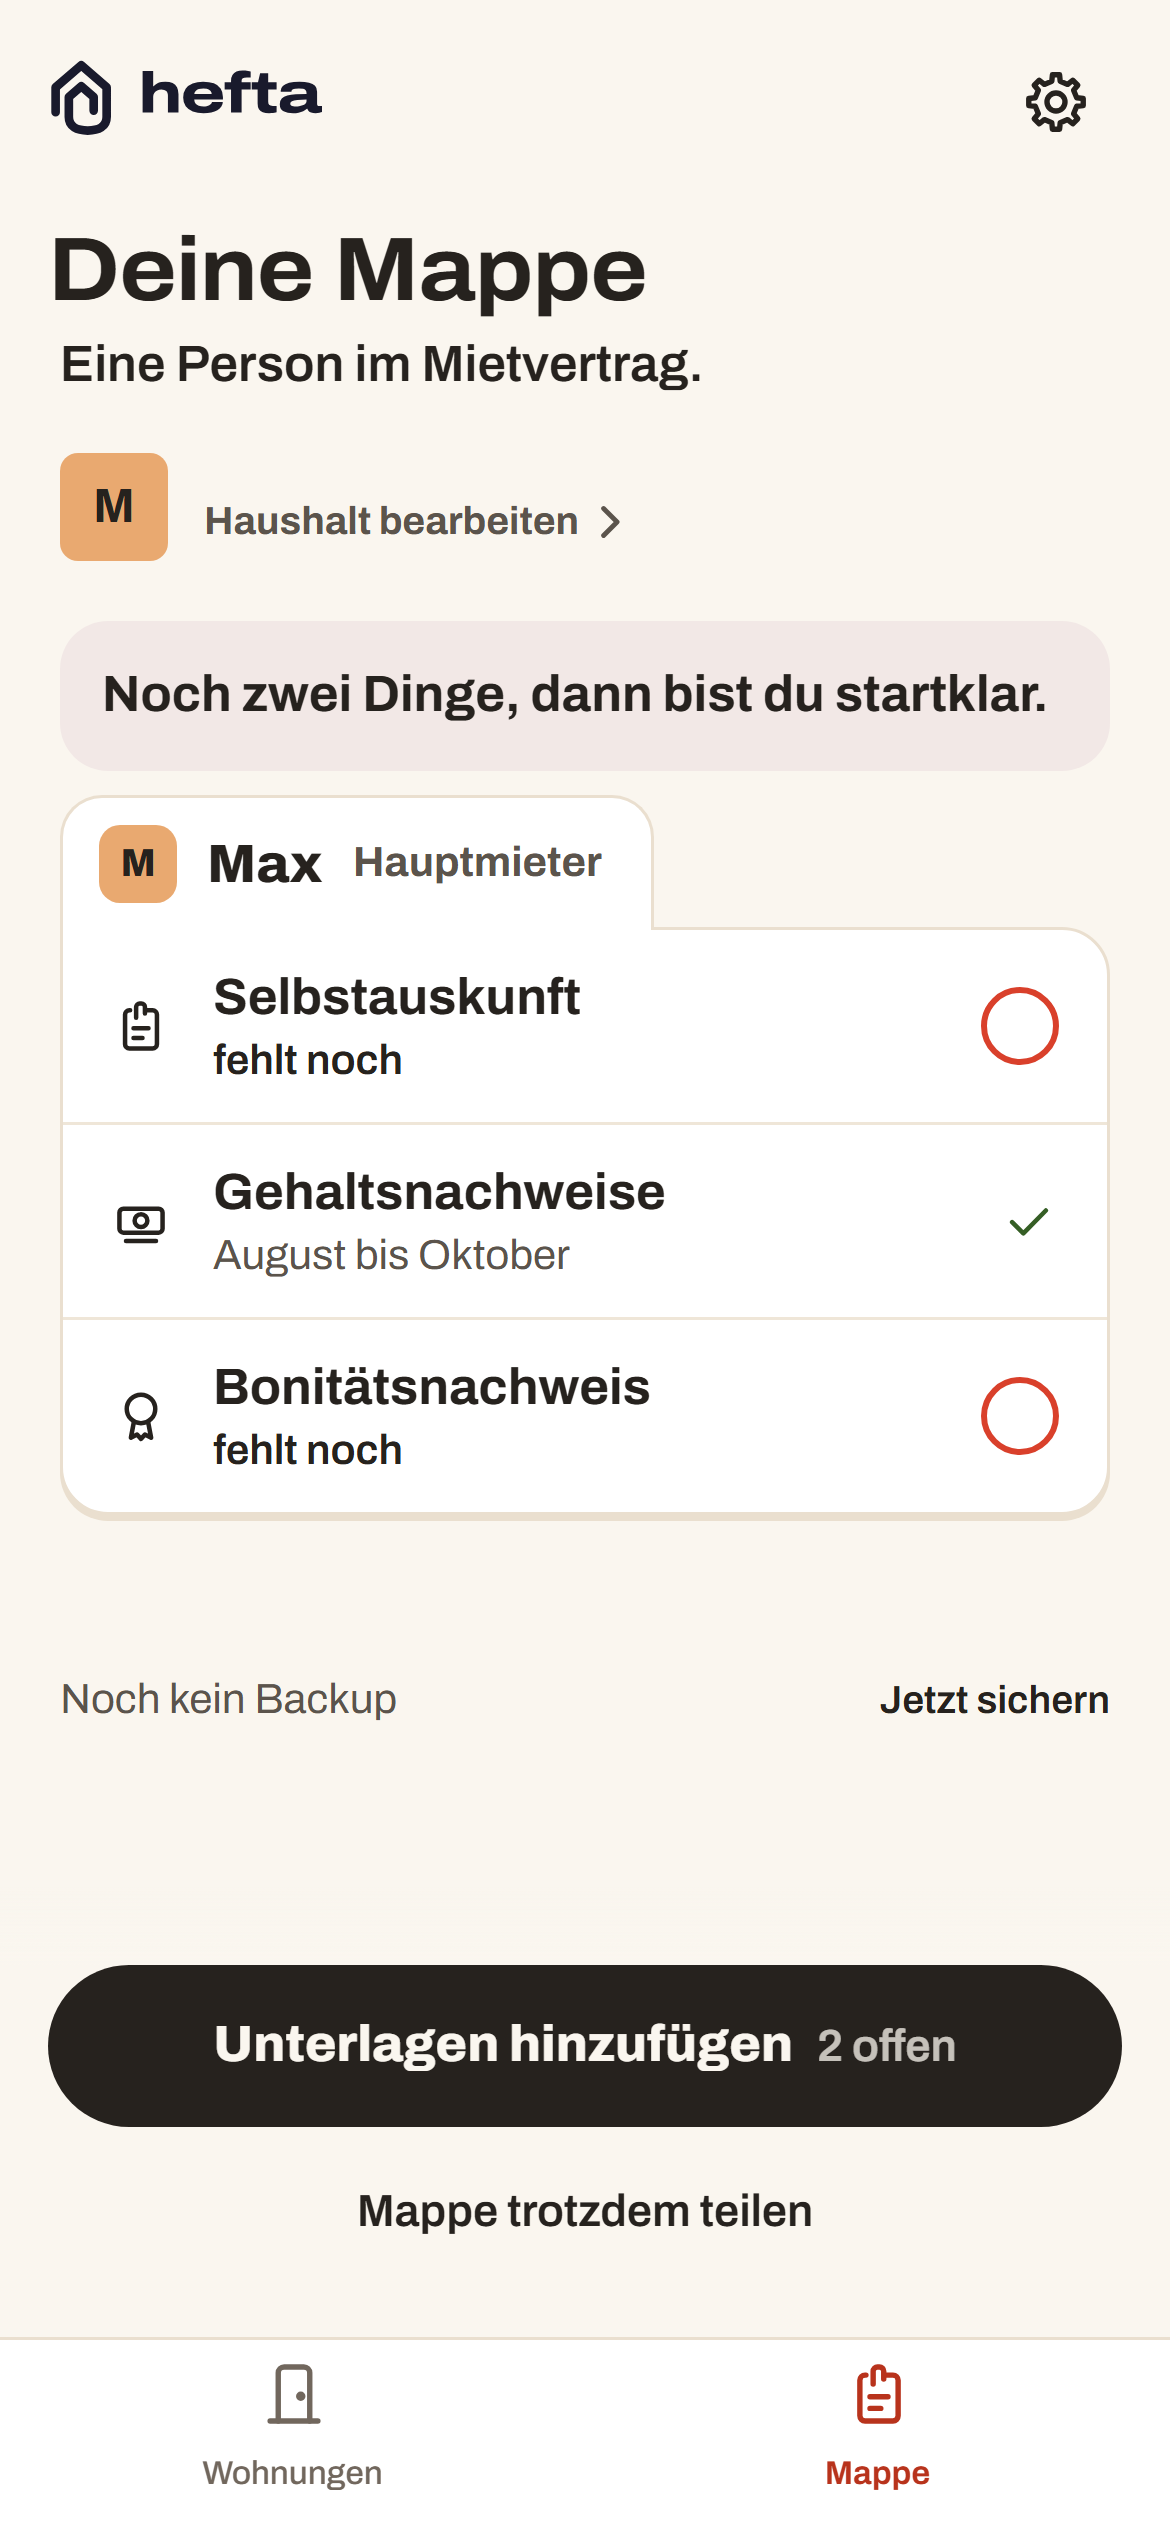 hefta
Deine Mappe
Eine Person im Mietvertrag.
M
Haushalt bearbeiten
Noch zwei Dinge, dann bist du startklar.
M Max Hauptmieter
Selbstauskunft
fehlt noch
Gehaltsnachweise
August bis Oktober
Bonitätsnachweis
fehlt noch
Noch kein Backup Jetzt sichern
Unterlagen hinzufügen 2 offen
Mappe trotzdem teilen
Wohnungen Mappe